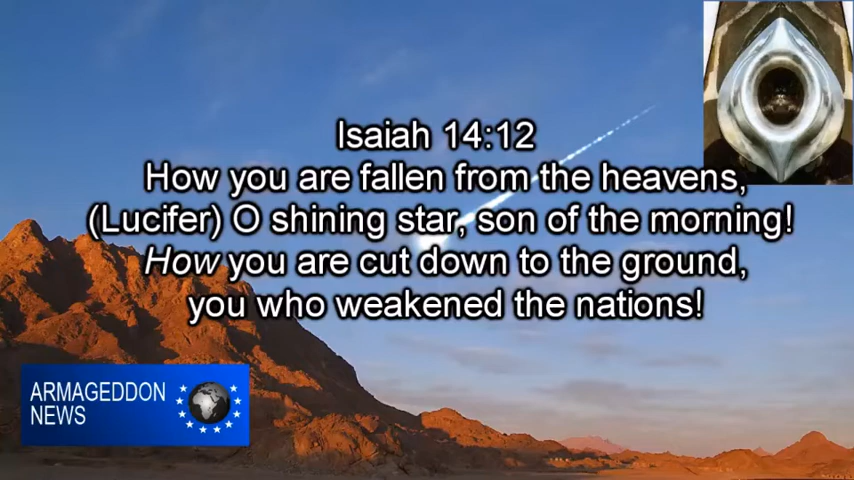 Isaiah 14:12
How you are fallen from the heavens,
(Lucifer) O shining star, son of the morning!
How you are cut down to the ground,
you who weakened the nations!
ARMAGEDDON
NEWS